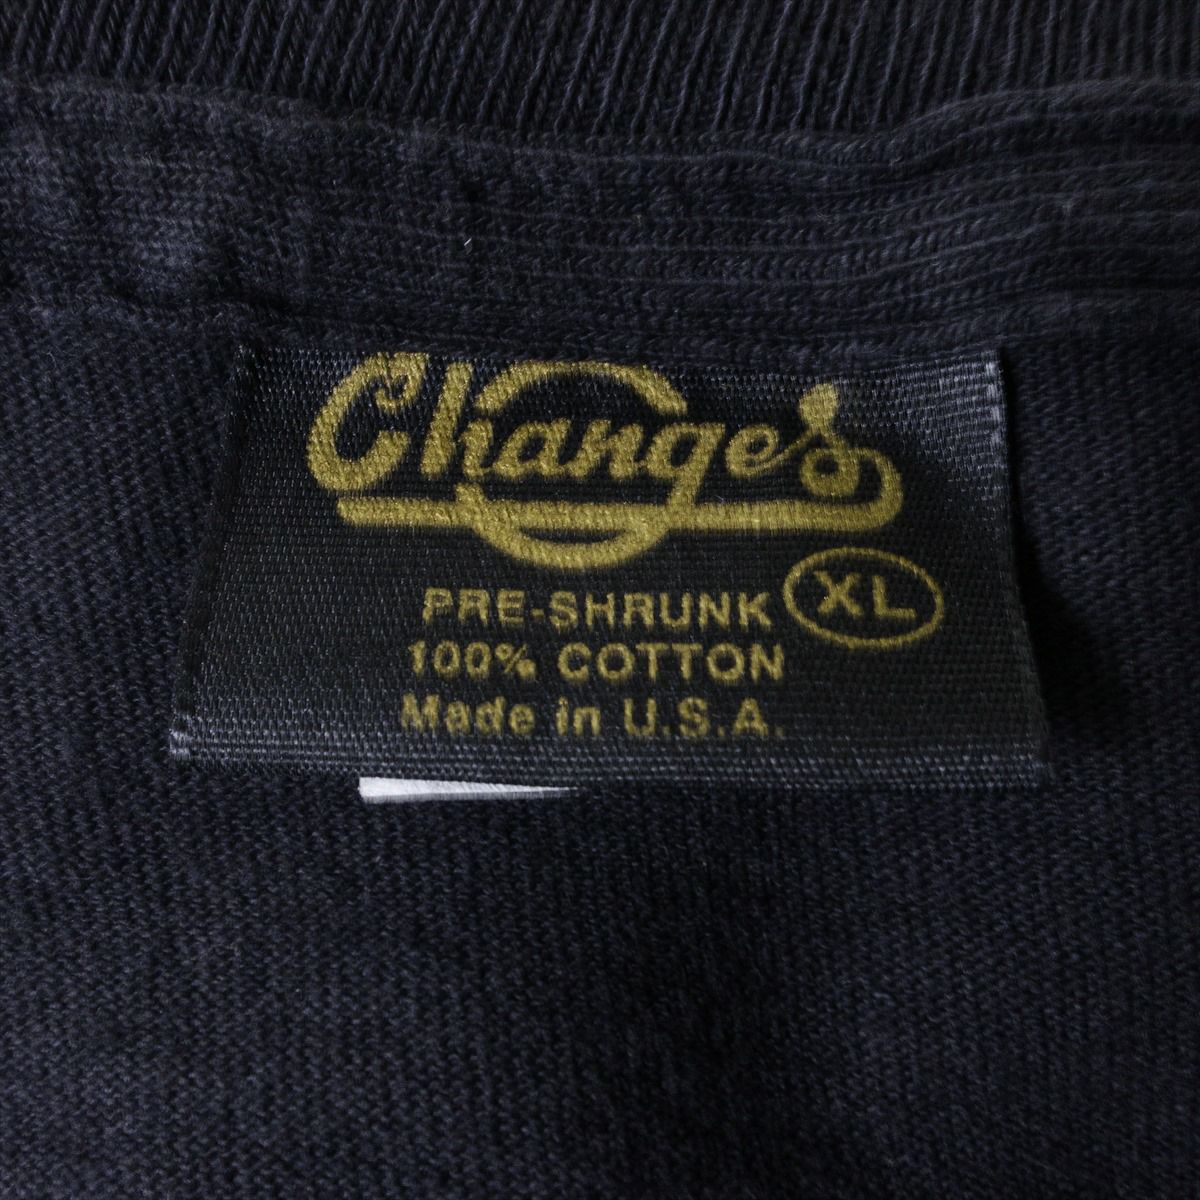 Changes
PRE-SHRUNK XL
100% COTTON
Made in U.S.A.